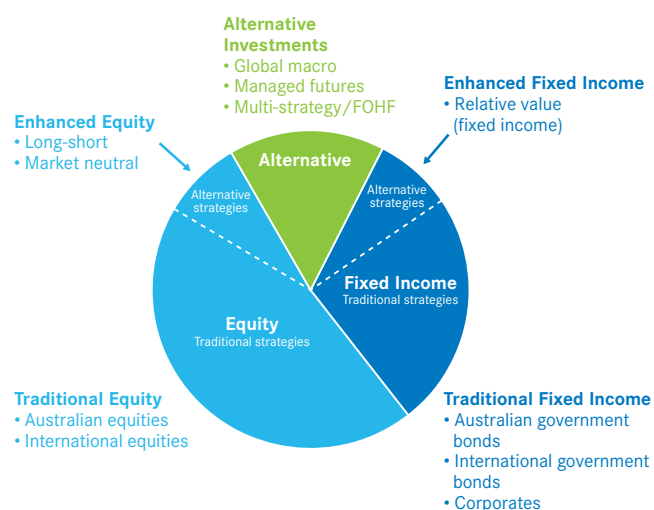 Alternative
Investments
• Global macro
• Managed futures
• Multi-strategy/FOHF
Enhanced Fixed Income
• Relative value
(fixed income)
Enhanced Equity
• Long-short
• Market neutral
Alternative
Alternative
strategies
Alternative
strategies
Fixed Income
Traditional strategies
Equity
Traditional strategies
Traditional Equity
• Australian equities
• International equities
Traditional Fixed Income
• Australian government
bonds
• International government
bonds
• Corporates